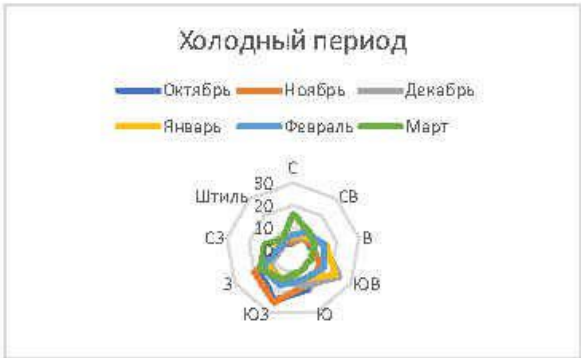 Холодный период
Октябрь Ноябрь Декабрь
Январь Февраль Март
С
30
Штиль СВ
20
10
СЗ 0 В
З ЮВ
ЮЗ Ю